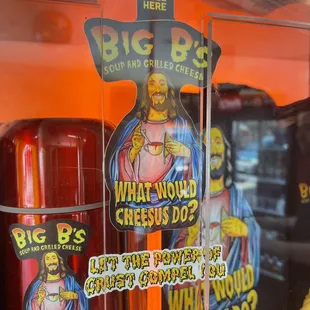 HERE
BIG B'S
SOUP AND GRILLED CHEESE
WHAT WOULD
CHEESUS DO?
BIG B'S
SOUP AND GRILLED CHEESE
LET THE POWER OF
CRUST COMPEL YOU
WHAT WOULD